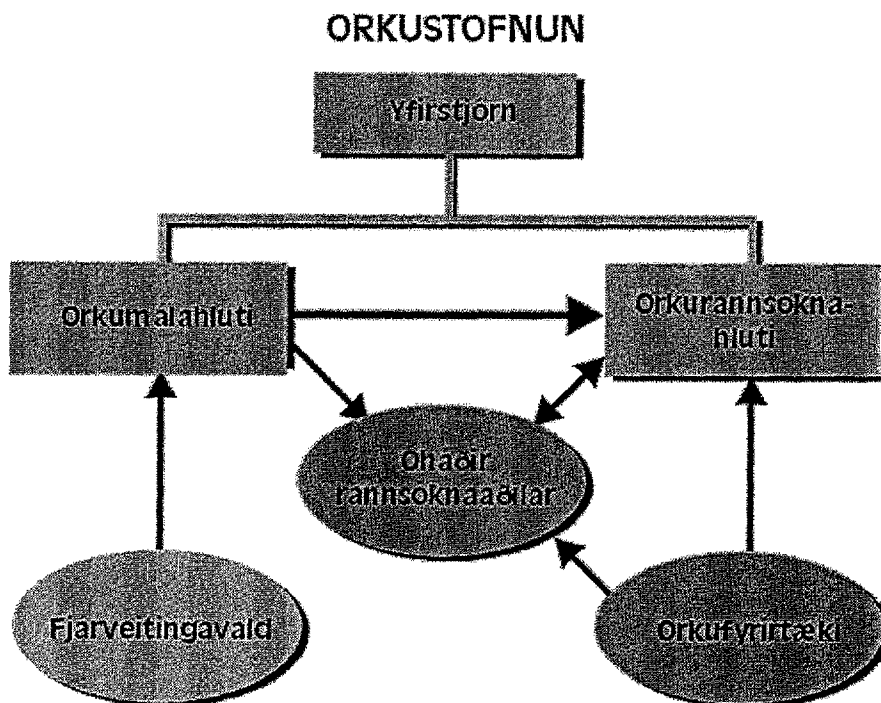 ORKUSTOFNUN
Yfirstjórn
Orkumálahluti
Orkurannsókna-
hluti
Óháðir
rannsóknaaðilar
Fjárveitingavald
Orkufyrirtæki